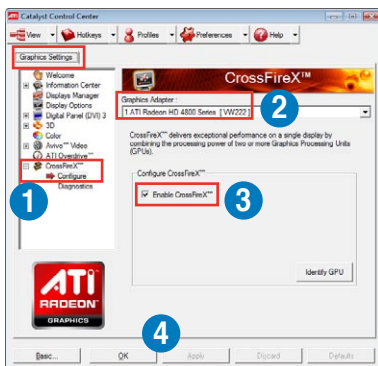 Catalyst Control Center
View Hotkeys Profiles Preferences Help
Graphics Settings
Welcome
Information Center
Displays Manager
Display Options
Digital Panel (DVI) 3
3D
Color
Avivo™ Video
ATI Overdrive™
CrossFireX™
Configure
Diagnostics
1
CrossFireX™
Graphics Adapter :
1 ATI Radeon HD 4800 Series [ VW222 ]
2
CrossFireX™ delivers exceptional performance on a single display by
combining the processing power of two or more Graphics Processing Units
(GPUs).
Configure CrossFireX™
Enable CrossFireX™
3
Identify GPU
ATI
RADEON
GRAPHICS
4
Basic... OK Apply Discard Defaults